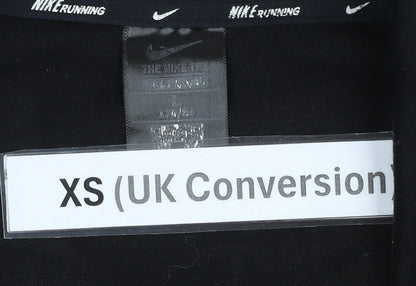 NIKE RUNNING NIKE RUNNING
THE NIKE TEE
L
XS (UK Conversion)